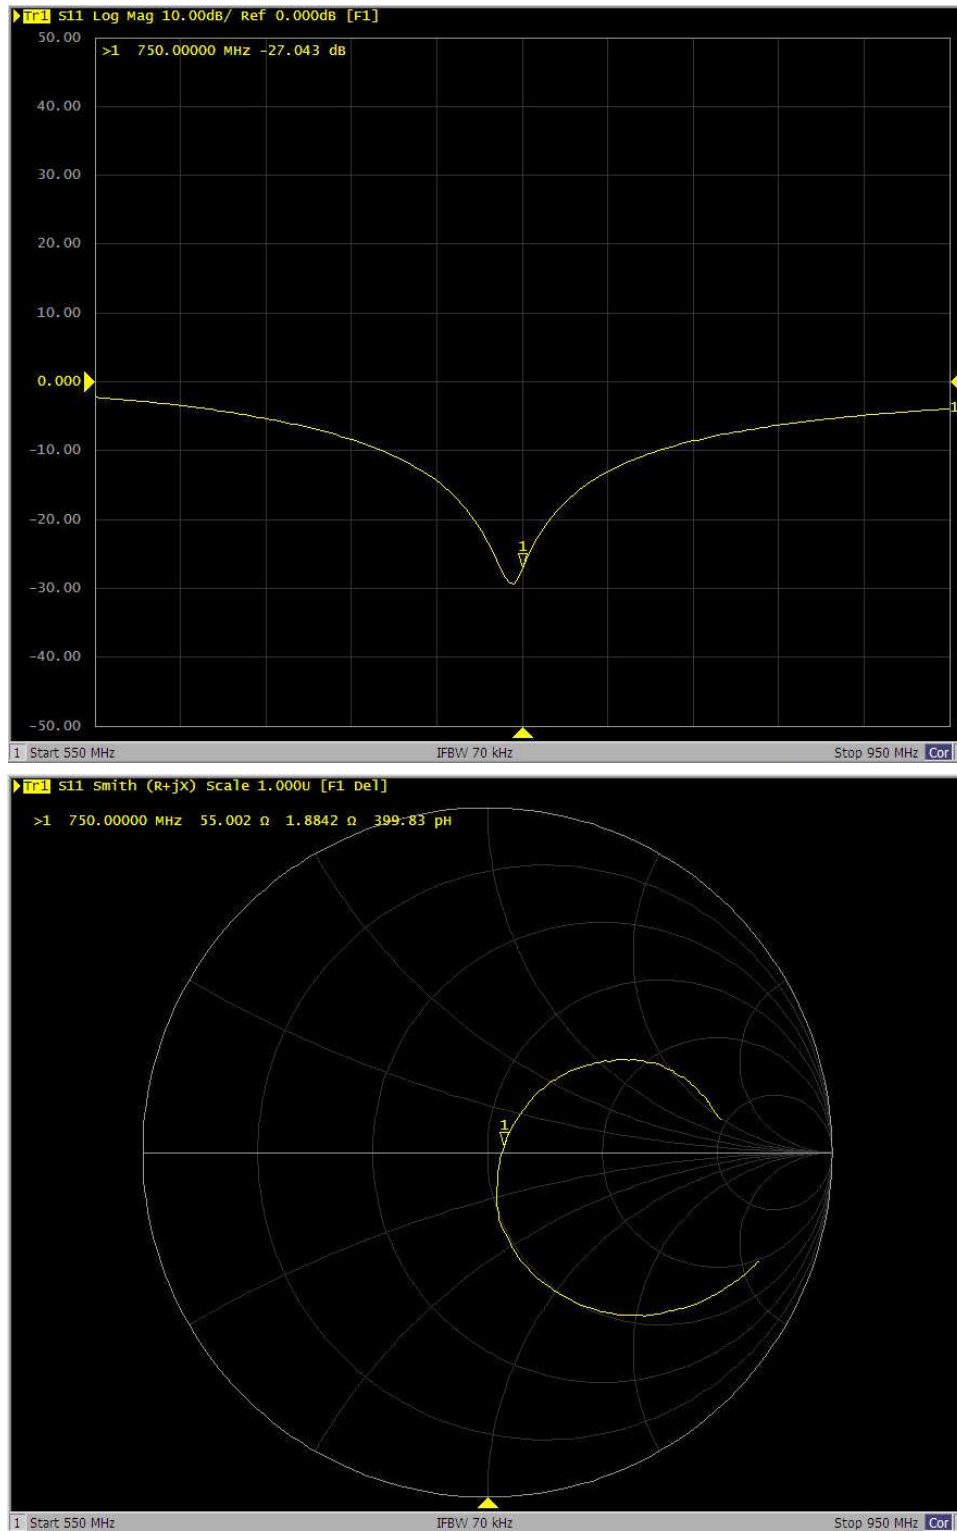 Tr1 S11 Log Mag 10.00dB/ Ref 0.000dB [F1]
50.00
>1 750.00000 MHz -27.043 dB
40.00
30.00
20.00
10.00
0.000
1
-10.00
-20.00
1
-30.00
-40.00
-50.00
1 Start 550 MHz IFBW 70 kHz Stop 950 MHz Cor
Tr1 S11 Smith (R+jX) Scale 1.000U [F1 Del]
>1 750.00000 MHz 55.002 Ω 1.8842 Ω 399.83 pH
1
1 Start 550 MHz IFBW 70 kHz Stop 950 MHz Cor